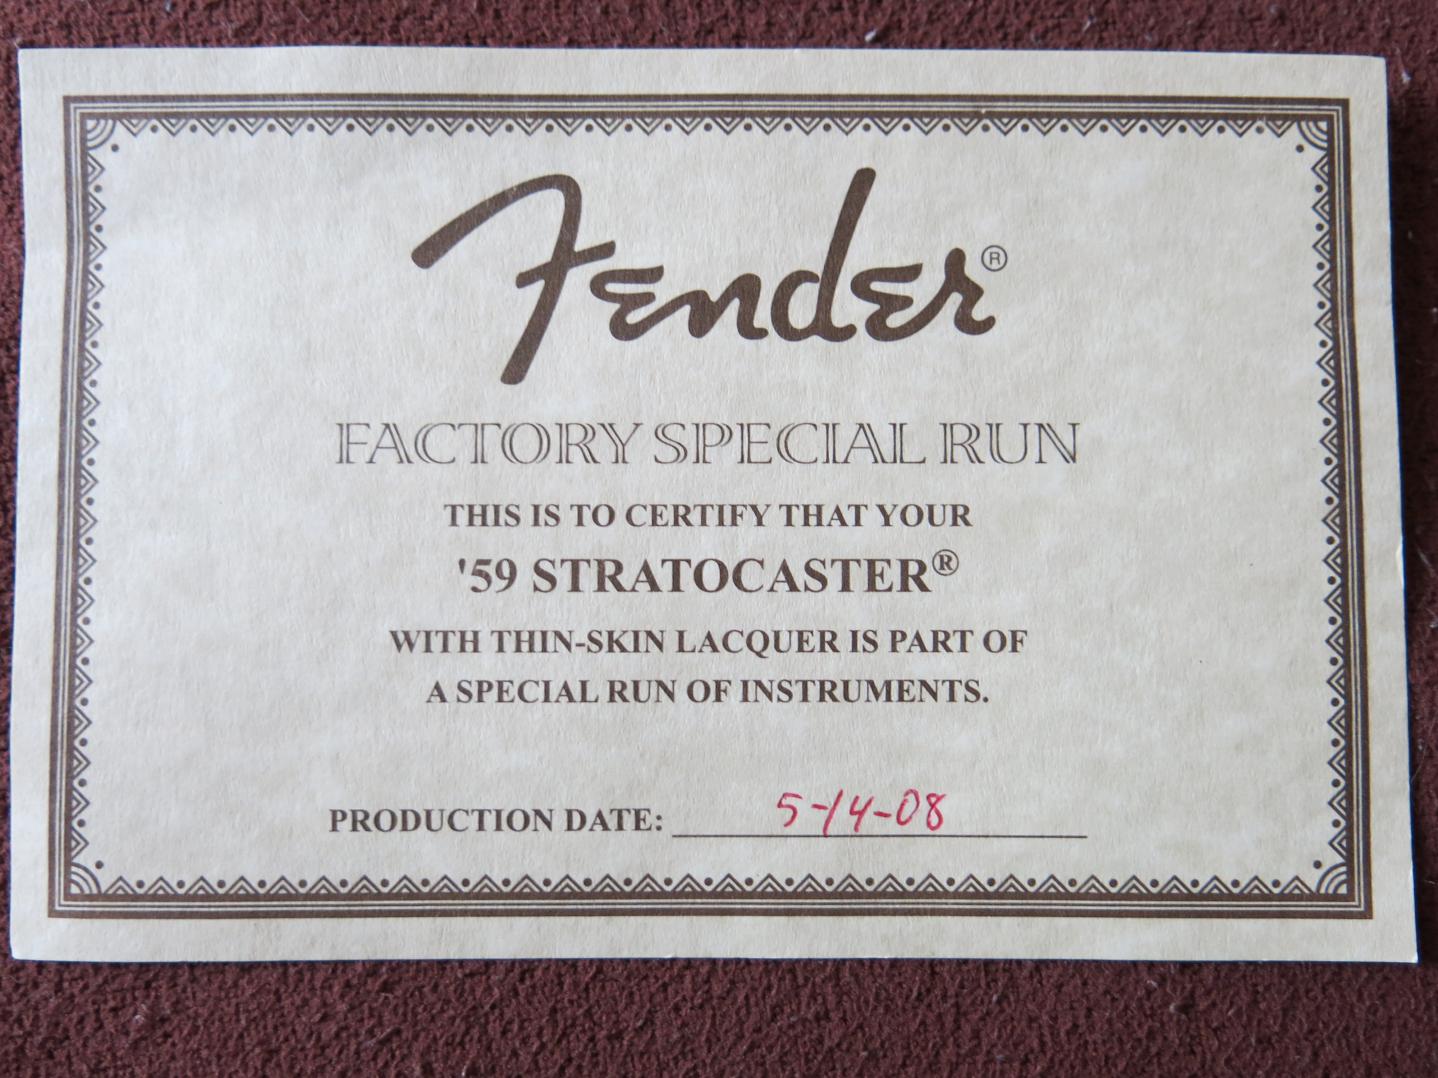 Fender®
FACTORY SPECIAL RUN
THIS IS TO CERTIFY THAT YOUR
'59 STRATOCASTER®
WITH THIN-SKIN LACQUER IS PART OF
A SPECIAL RUN OF INSTRUMENTS.
PRODUCTION DATE: 5-14-08